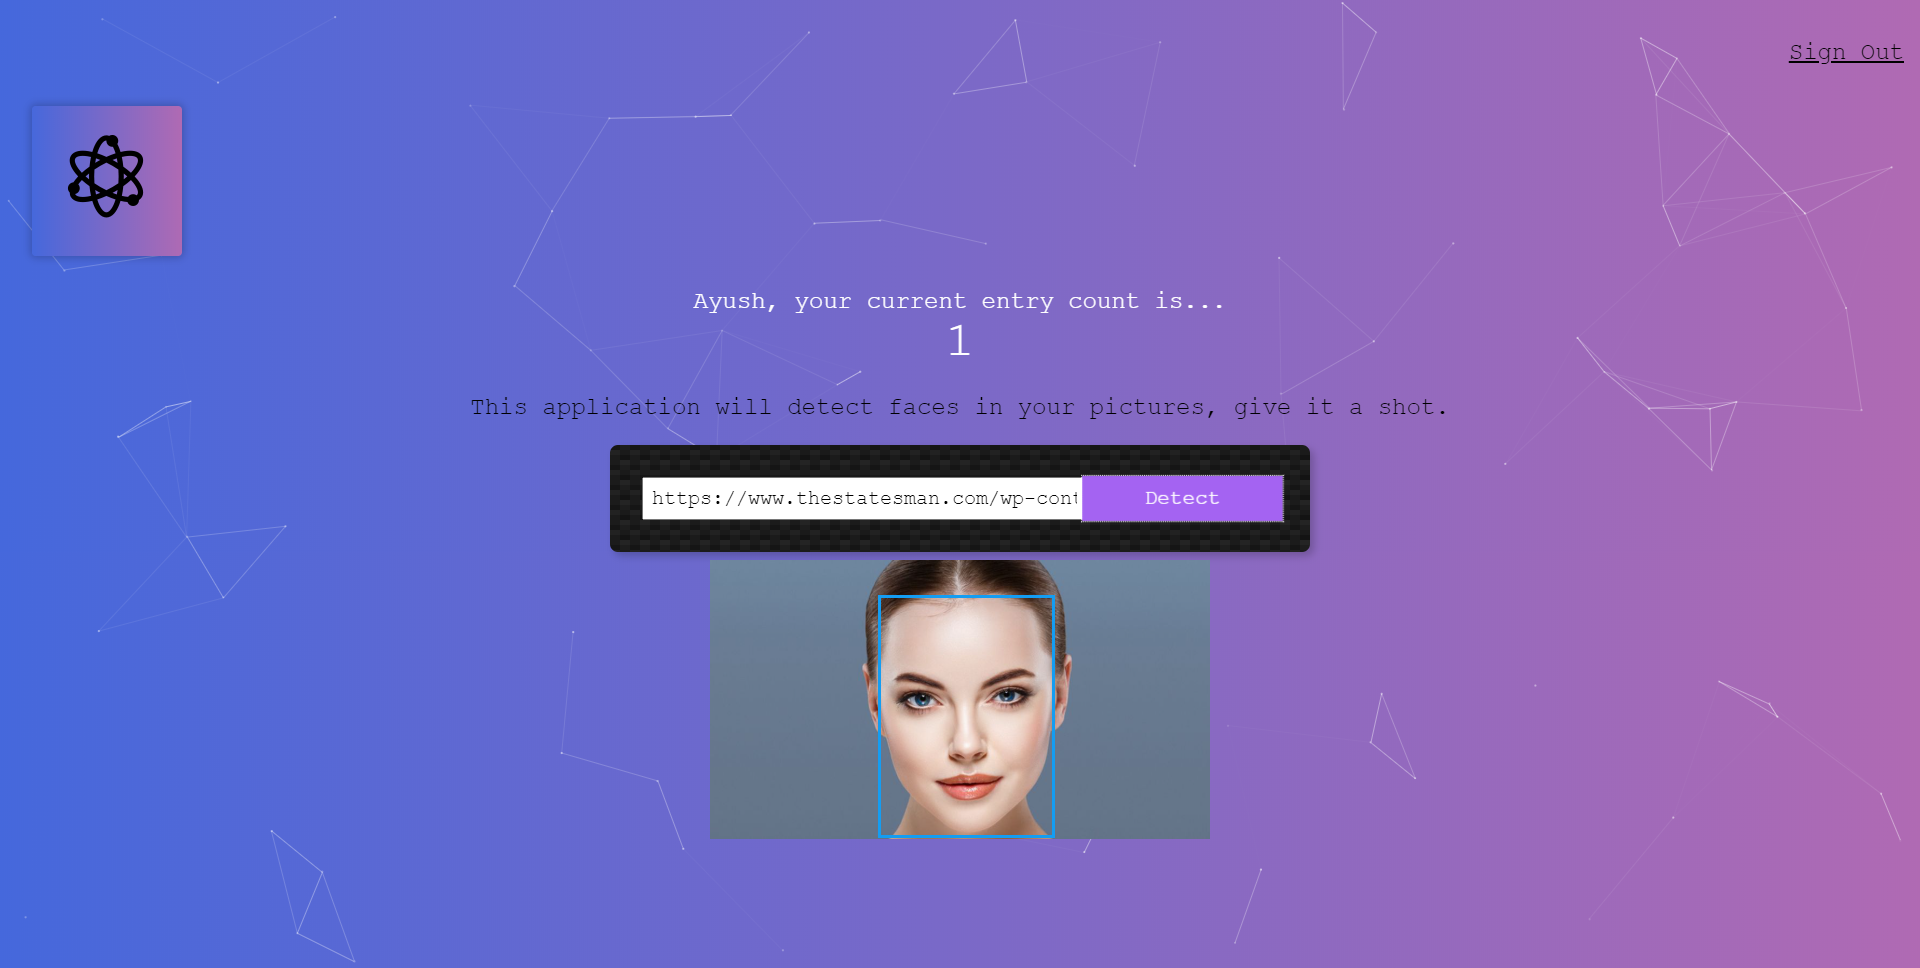 Sign Out
Ayush, your current entry count is...
1
This application will detect faces in your pictures, give it a shot.
https://www.thestatesman.com/wp-cont
Detect